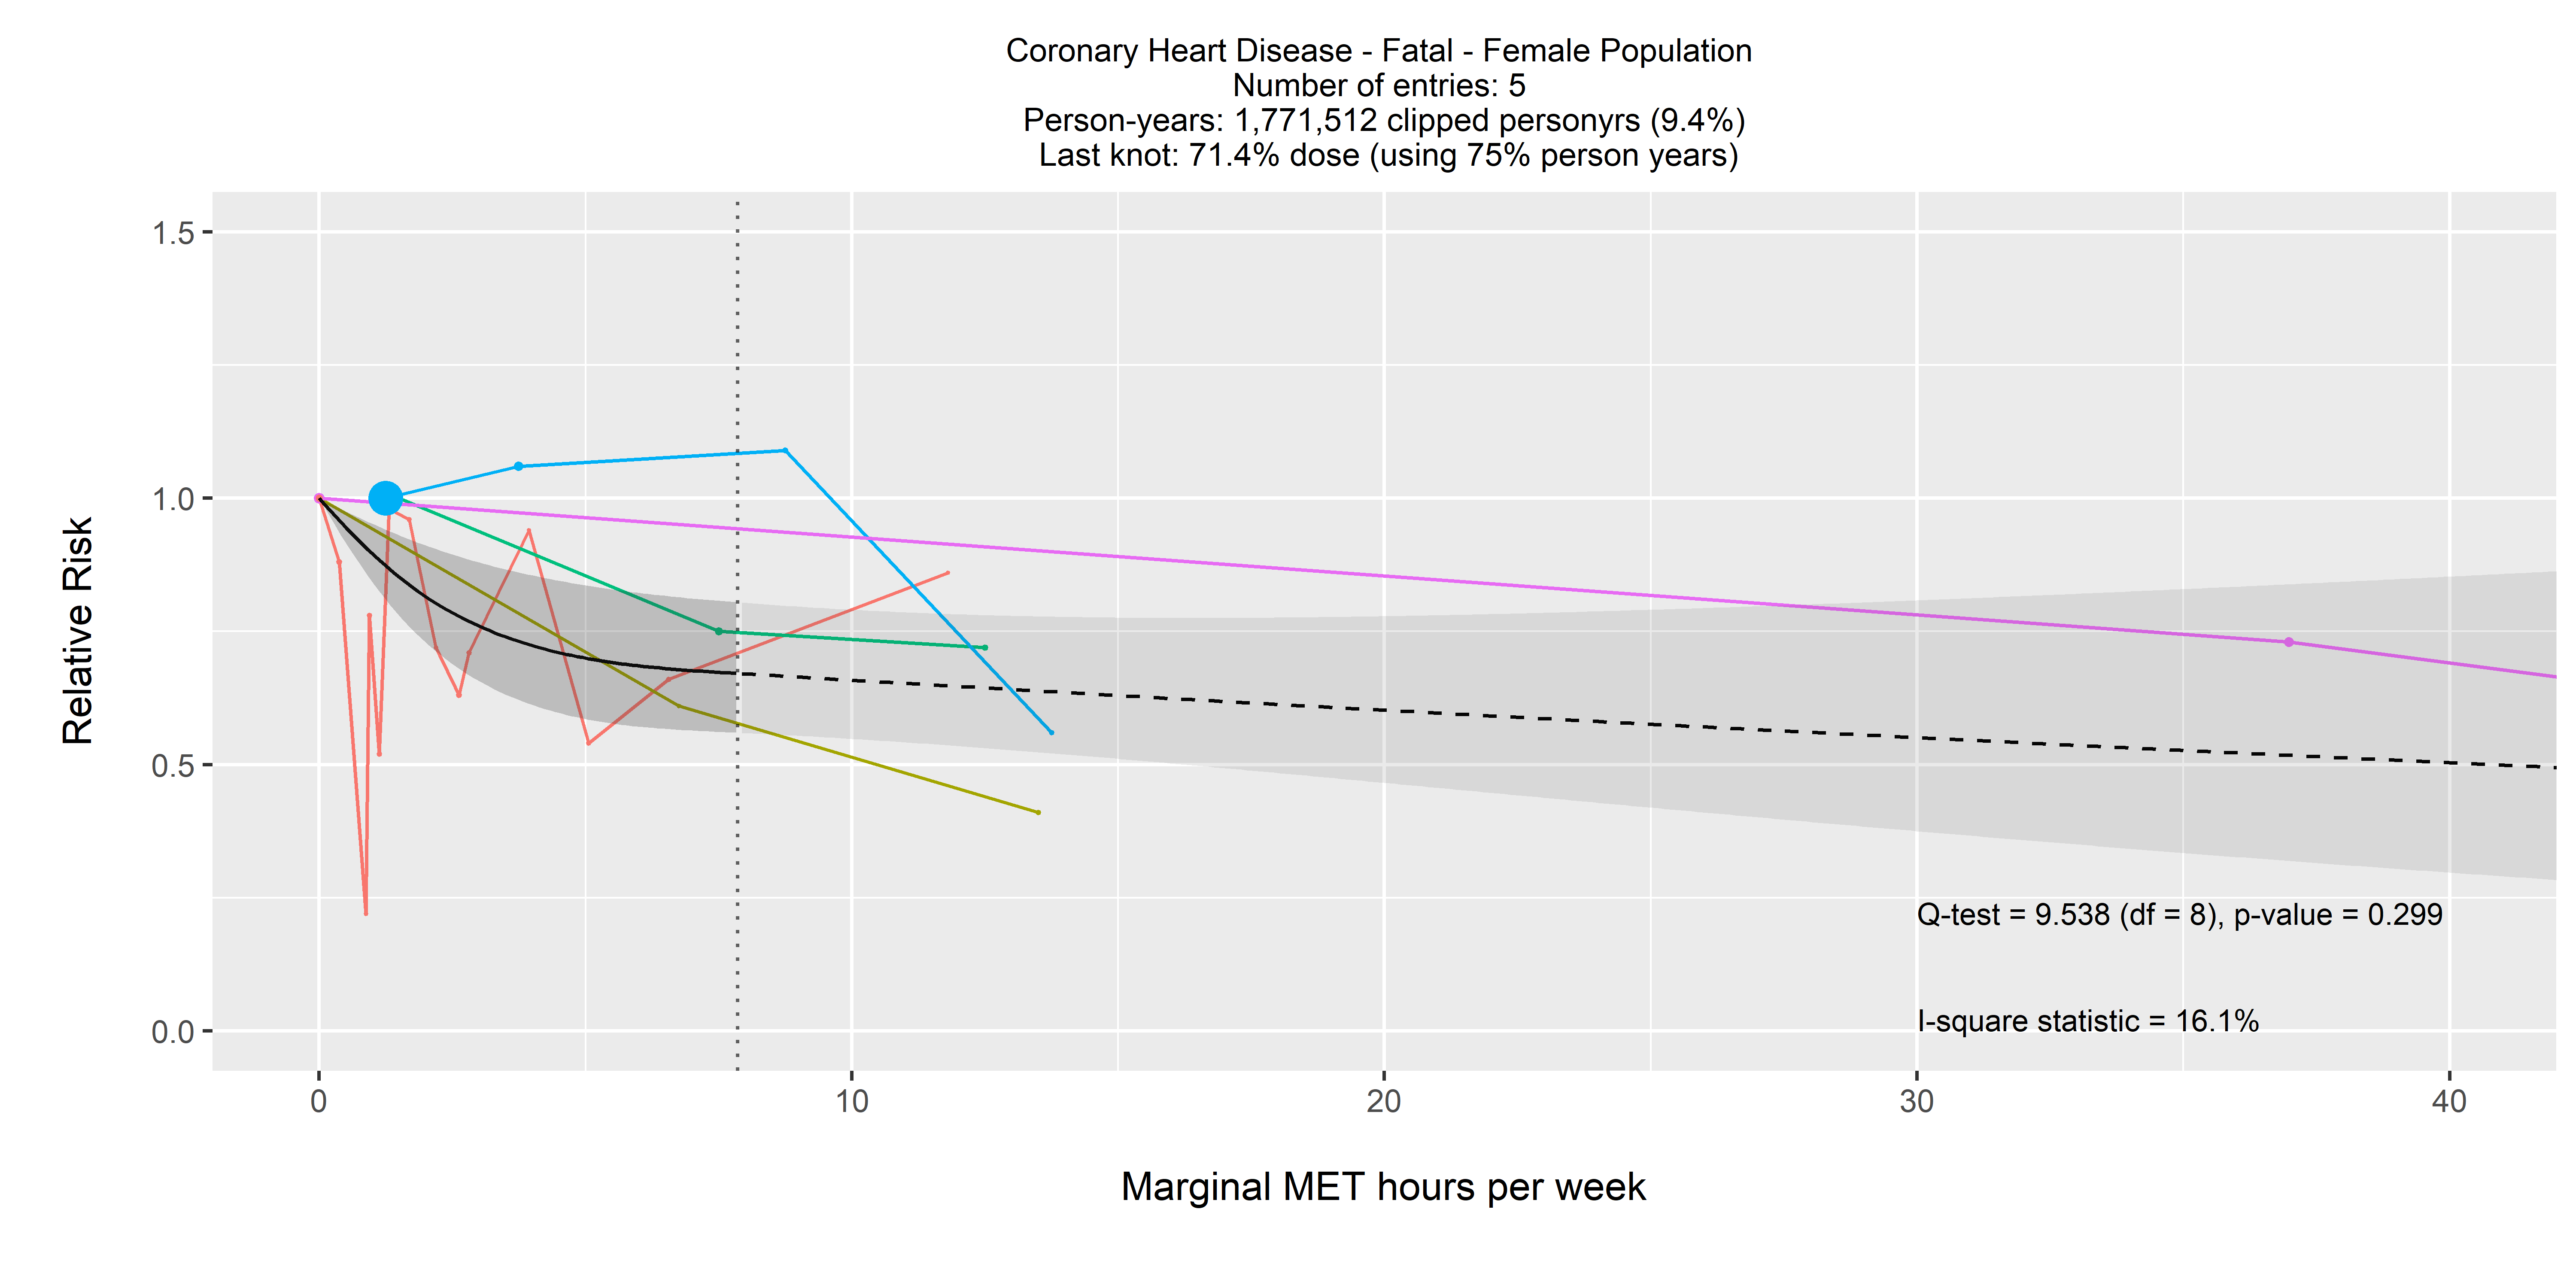 Coronary Heart Disease - Fatal - Female Population
Number of entries: 5
Person-years: 1,771,512 clipped personyrs (9.4%)
Last knot: 71.4% dose (using 75% person years)
1.5
1.0
0.5
0.0
Relative Risk
Q-test = 9.538 (df = 8), p-value = 0.299
I-square statistic = 16.1%
0 10 20 30 40
Marginal MET hours per week